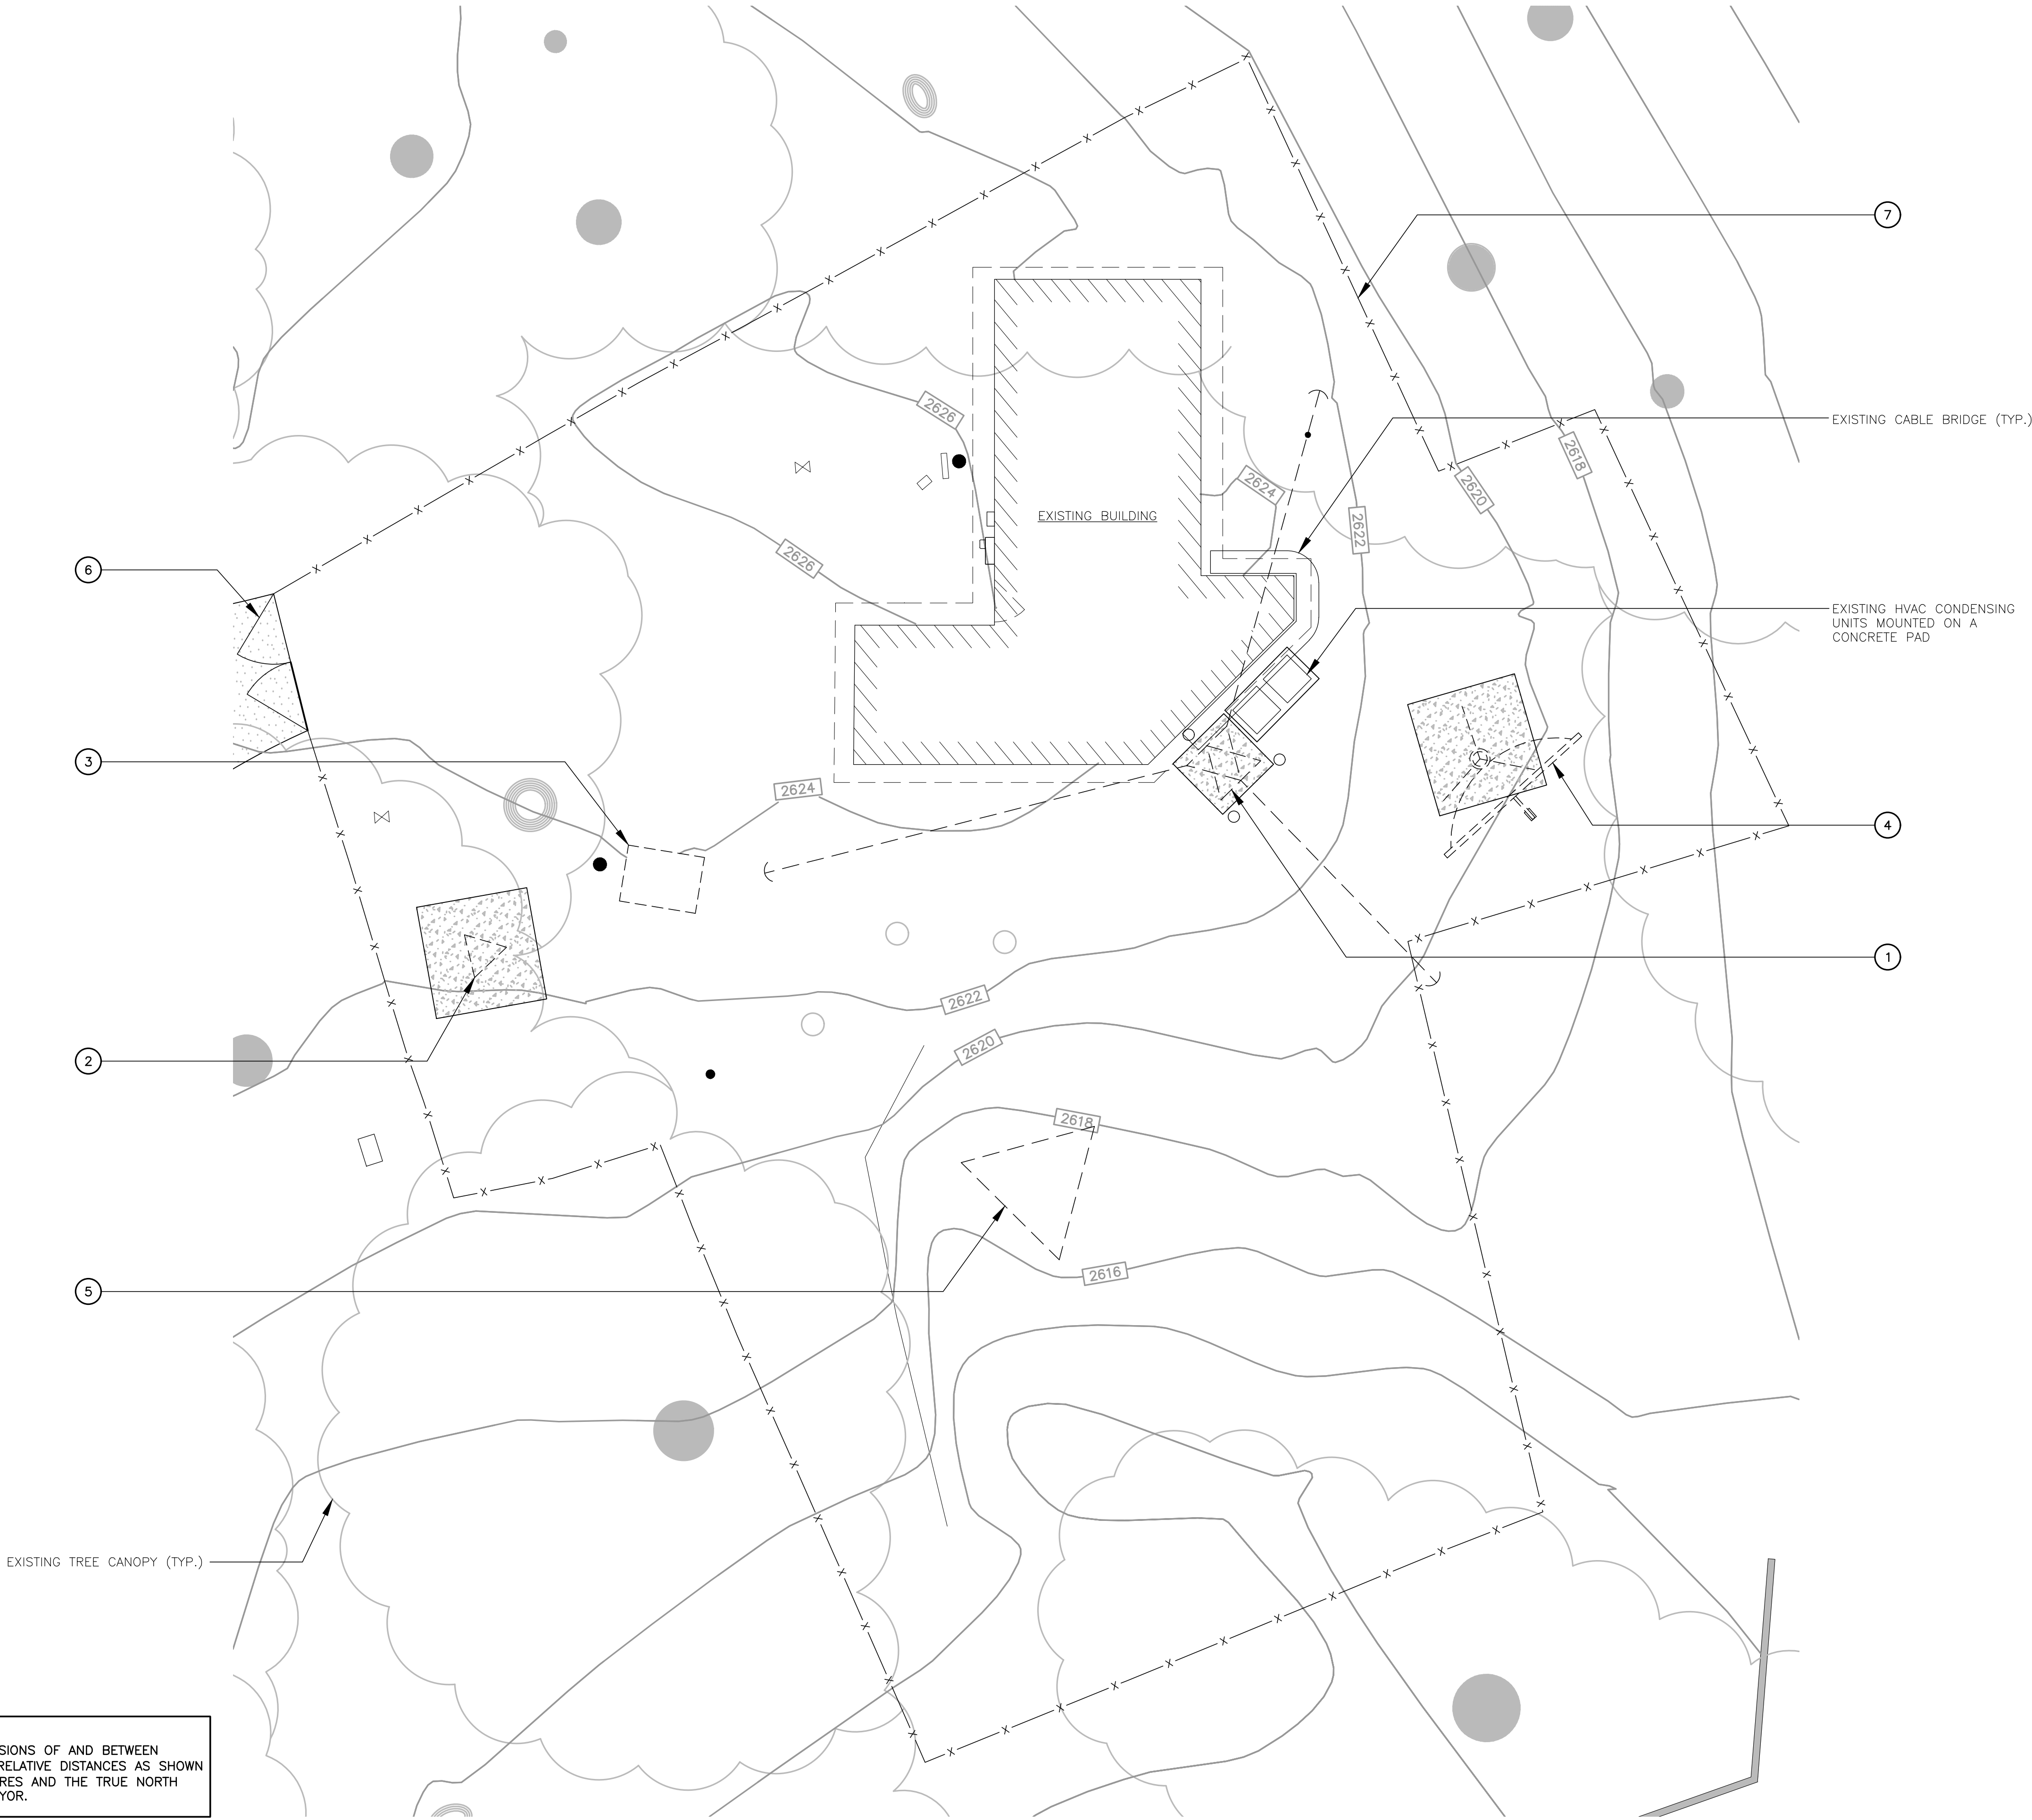 7
2626
EXISTING CABLE BRIDGE (TYP.)
2618
2624
2620
EXISTING BUILDING
2622
2626
6
EXISTING HVAC CONDENSING
UNITS MOUNTED ON A
CONCRETE PAD
3
2624
4
1
2622
2620
2
2618
2616
5
EXISTING TREE CANOPY (TYP.)
SIONS OF AND BETWEEN
RELATIVE DISTANCES AS SHOWN
RES AND THE TRUE NORTH
YOR.